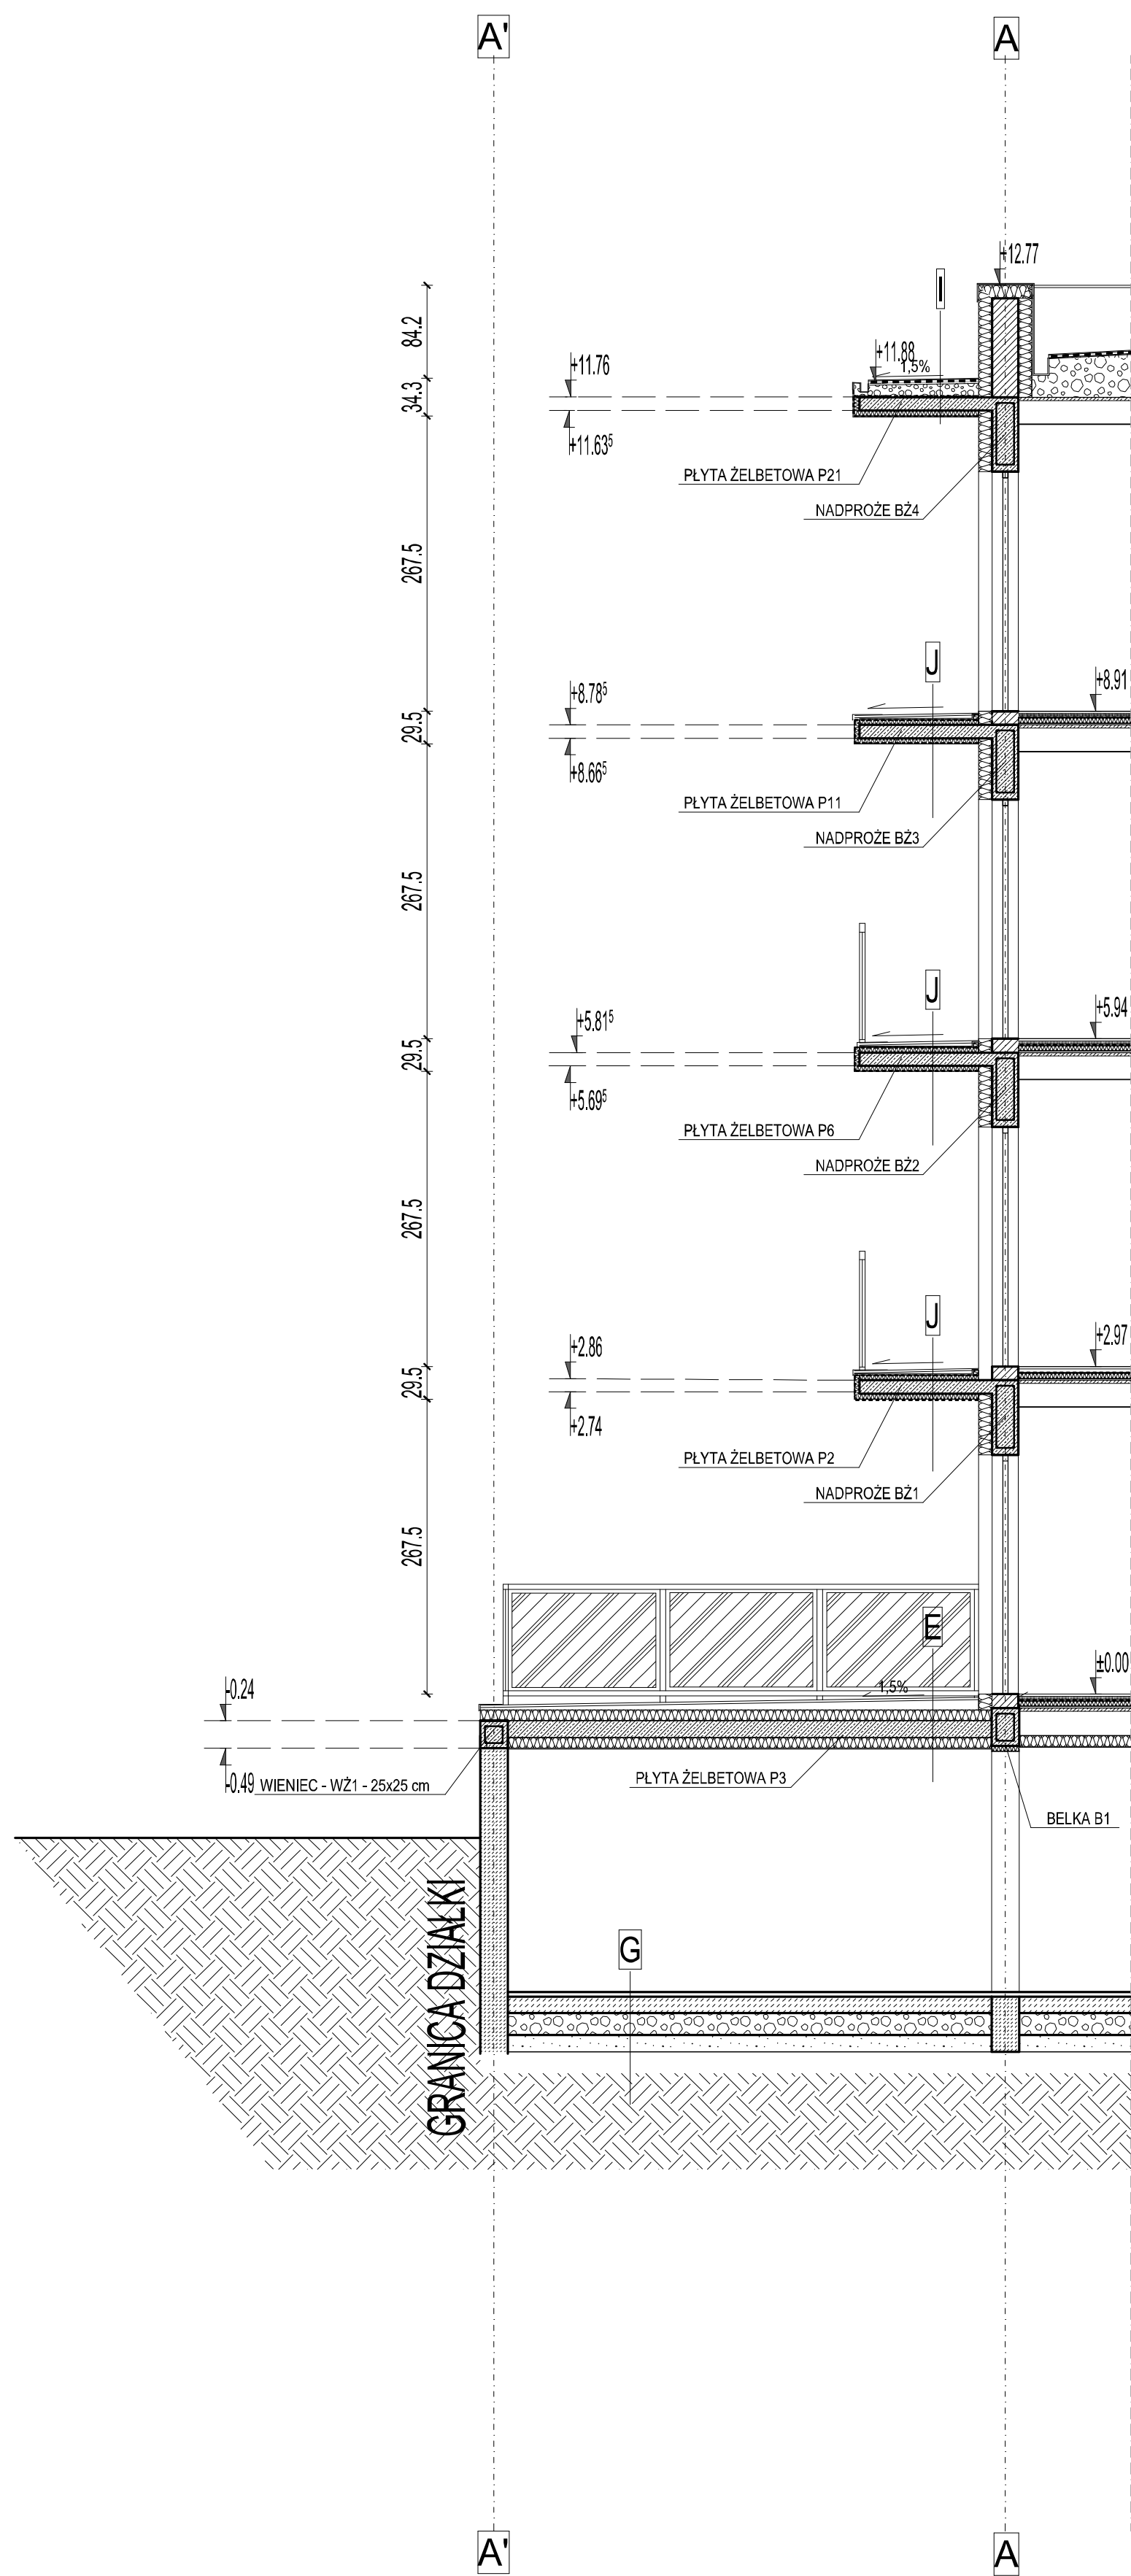 A'
A
+12.77
I
84.2
+11.88
1,5%
+11.76
34.3
+11.63⁵
PŁYTA ŻELBETOWA P21
NADPROŻE BŻ4
267.5
J
+8.78⁵
+8.91
29.5
+8.66⁵
PŁYTA ŻELBETOWA P11
NADPROŻE BŻ3
267.5
J
+5.81⁵
+5.94
29.5
+5.69⁵
PŁYTA ŻELBETOWA P6
NADPROŻE BŻ2
267.5
J
+2.86
+2.97
29.5
+2.74
PŁYTA ŻELBETOWA P2
NADPROŻE BŻ1
267.5
E
±0.00
1,5%
-0.24
-0.49
WIENIEC - WŻ1 - 25x25 cm
PŁYTA ŻELBETOWA P3
BELKA B1
GRANICA DZIAŁKI
G
A'
A